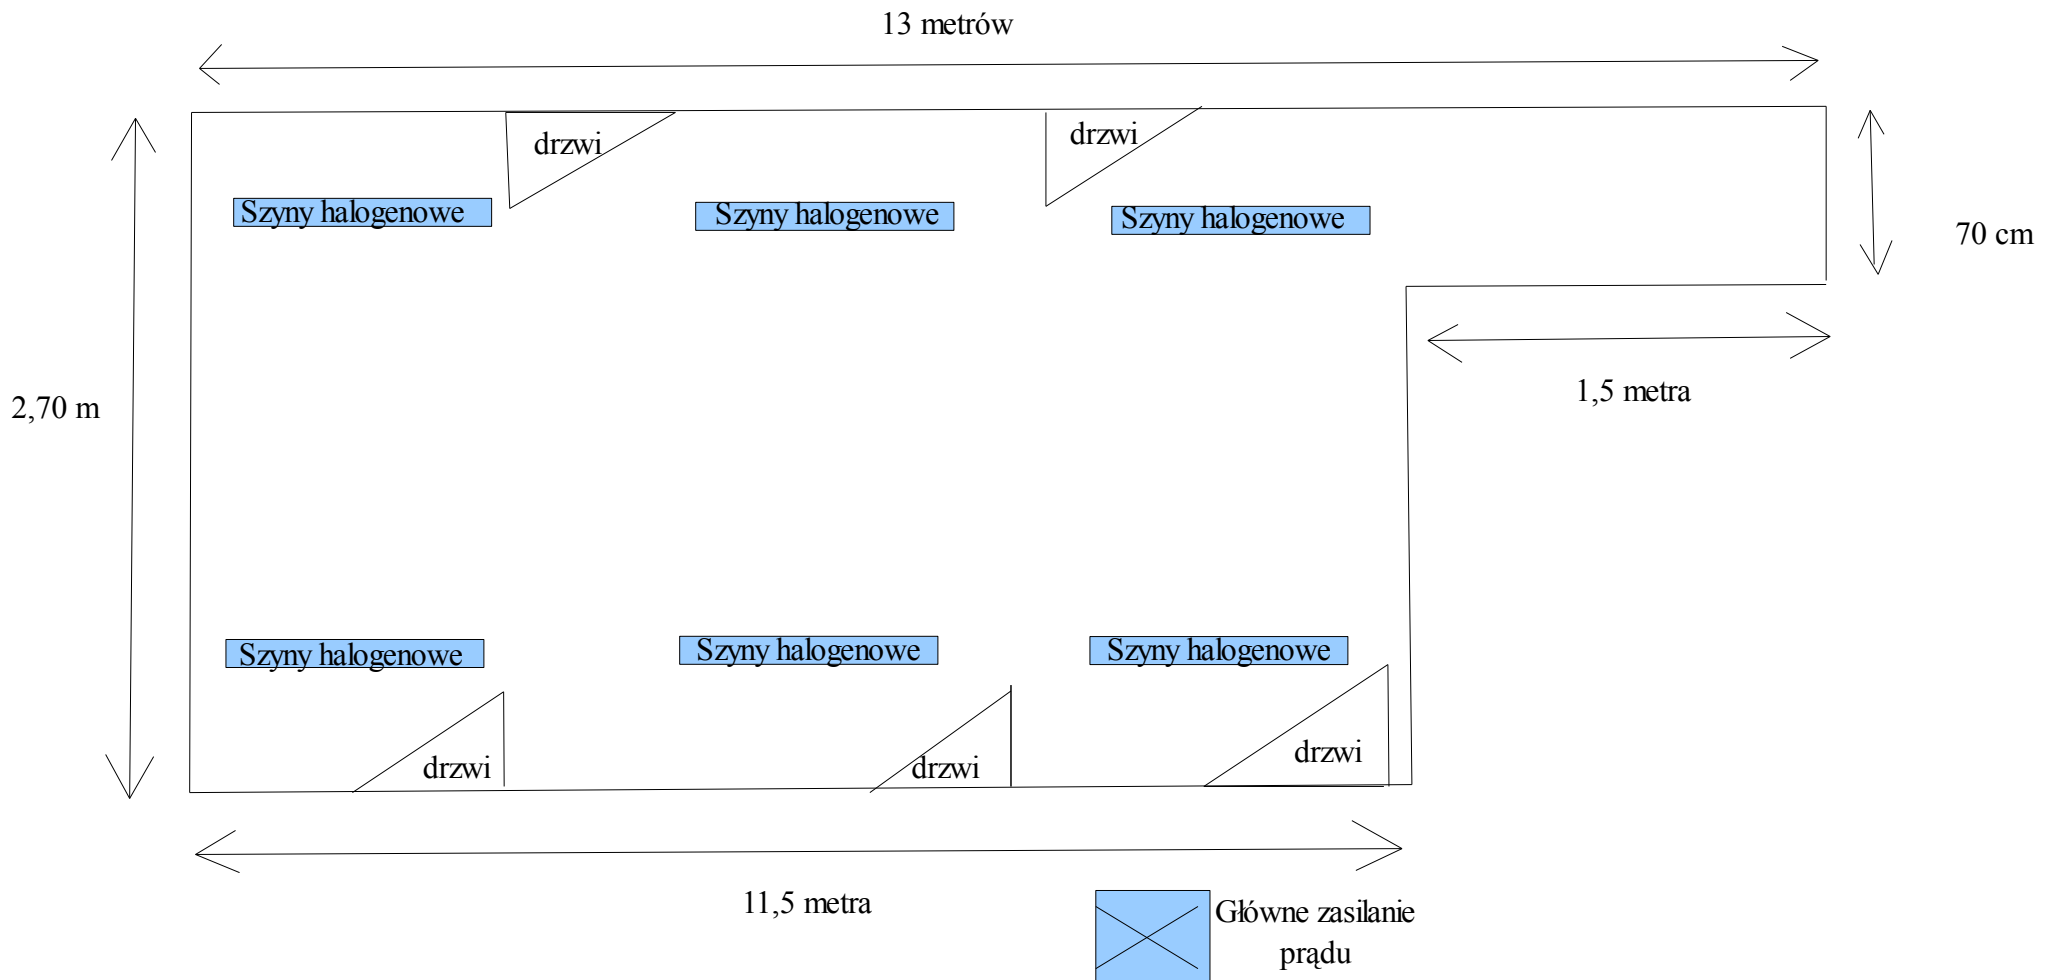 13 metrów
drzwi
drzwi
Szyny halogenowe
Szyny halogenowe
Szyny halogenowe
70 cm
1,5 metra
2,70 m
Szyny halogenowe
Szyny halogenowe
Szyny halogenowe
drzwi
drzwi
drzwi
11,5 metra
Główne zasilanie
prądu